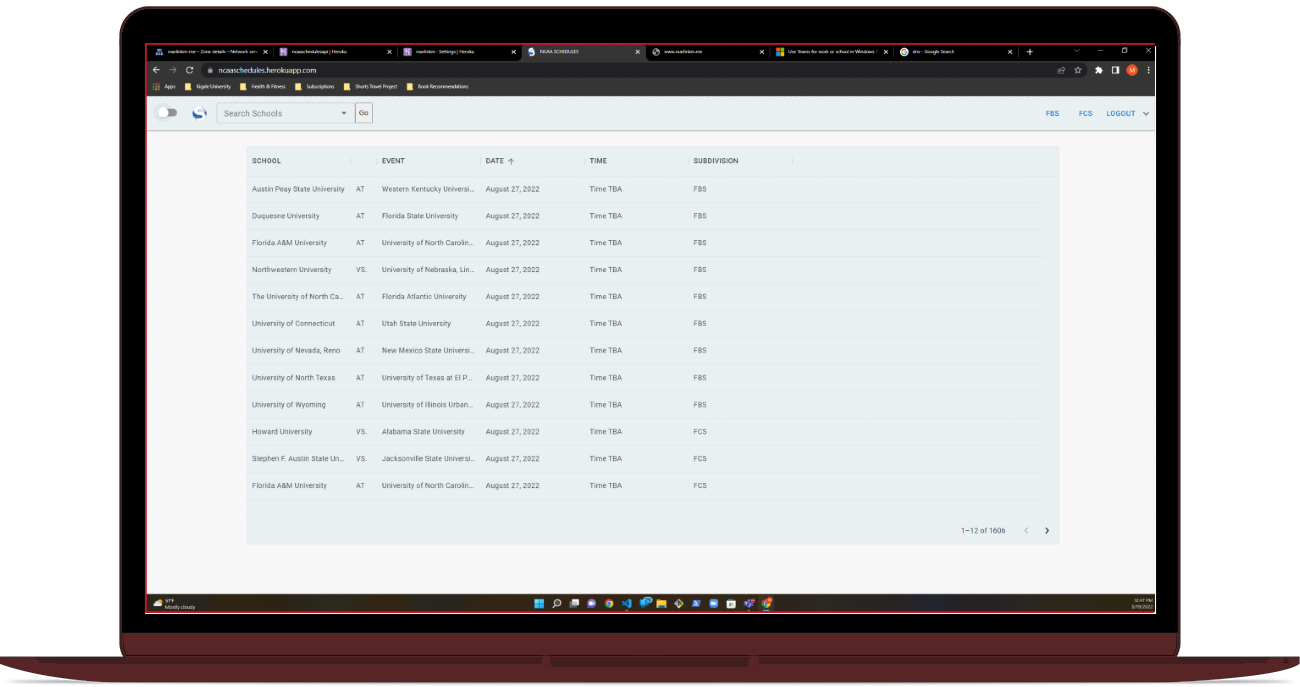 marlinton-me - Zone details - Network serv
ncaaschedulesapi | Heroku
marlinton - Settings | Heroku
NCAA SCHEDULES
www.marlinton.me
Use Teams for work or school in Windows
dns - Google Search
ncaaschedules.herokuapp.com
M
Apps
Health & Fitness
Subscriptions
Shorts Travel Project
Book Recommendations
Search Schools Go FBS FCS LOGOUT
SCHOOL EVENT DATE TIME SUBDIVISION
Austin Peay State University AT Western Kentucky Universi... August 27, 2022 Time TBA FBS
Duquesne University AT Florida State University August 27, 2022 Time TBA FBS
Florida A&M University AT University of North Carolin... August 27, 2022 Time TBA FBS
Northwestern University VS. University of Nebraska, Lin... August 27, 2022 Time TBA FBS
The University of North Ca... AT Florida Atlantic University August 27, 2022 Time TBA FBS
University of Connecticut AT Utah State University August 27, 2022 Time TBA FBS
University of Nevada, Reno AT New Mexico State Universi... August 27, 2022 Time TBA FBS
University of North Texas AT University of Texas at El P... August 27, 2022 Time TBA FBS
University of Wyoming AT University of Illinois Urban... August 27, 2022 Time TBA FBS
Howard University VS. Alabama State University August 27, 2022 Time TBA FCS
Stephen F. Austin State Un... VS. Jacksonville State Universi... August 27, 2022 Time TBA FCS
Florida A&M University AT University of North Carolin... August 27, 2022 Time TBA FCS
1–12 of 1606
57°F
Mostly cloudy
12:47 PM
5/19/2022